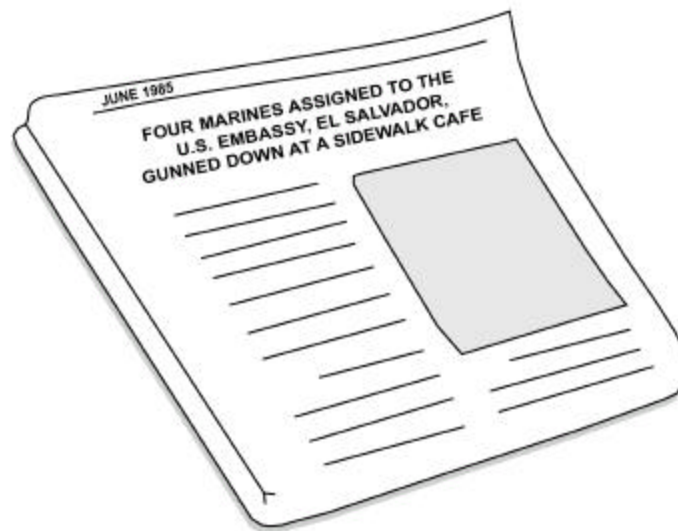 JUNE 1985
FOUR MARINES ASSIGNED TO THE
U.S. EMBASSY, EL SALVADOR,
GUNNED DOWN AT A SIDEWALK CAFE